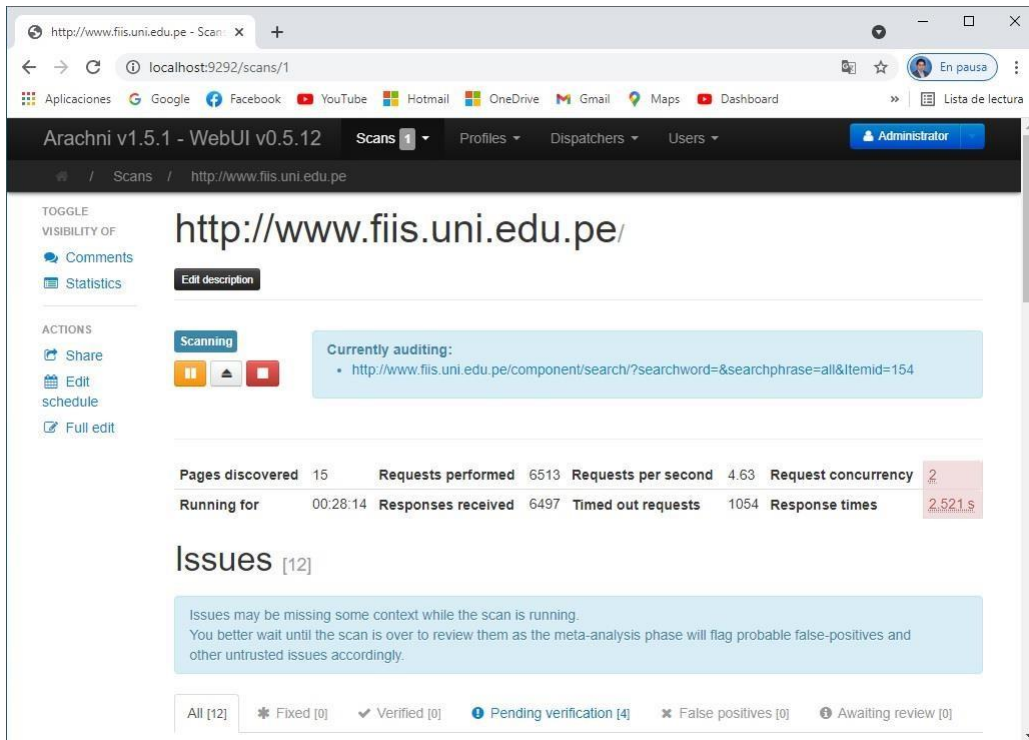 http://www.fiis.uni.edu.pe - Scan
localhost:9292/scans/1
En pausa
Aplicaciones Google Facebook YouTube Hotmail OneDrive Gmail Maps Dashboard » Lista de lectura
Arachni v1.5.1 - WebUI v0.5.12 Scans 1 Profiles Dispatchers Users Administrator
/ Scans / http://www.fiis.uni.edu.pe
TOGGLE
VISIBILITY OF
Comments
Statistics
ACTIONS
Share
Edit
schedule
Full edit
http://www.fiis.uni.edu.pe/
Edit description
Scanning
Currently auditing:
• http://www.fiis.uni.edu.pe/component/search/?searchword=&searchphrase=all&Itemid=154
Pages discovered 15 Requests performed 6513 Requests per second 4.63 Request concurrency 2
Running for 00:28:14 Responses received 6497 Timed out requests 1054 Response times 2.521 s
Issues [12]
Issues may be missing some context while the scan is running.
You better wait until the scan is over to review them as the meta-analysis phase will flag probable false-positives and
other untrusted issues accordingly.
All [12] Fixed [0] Verified [0] Pending verification [4] False positives [0] Awaiting review [0]